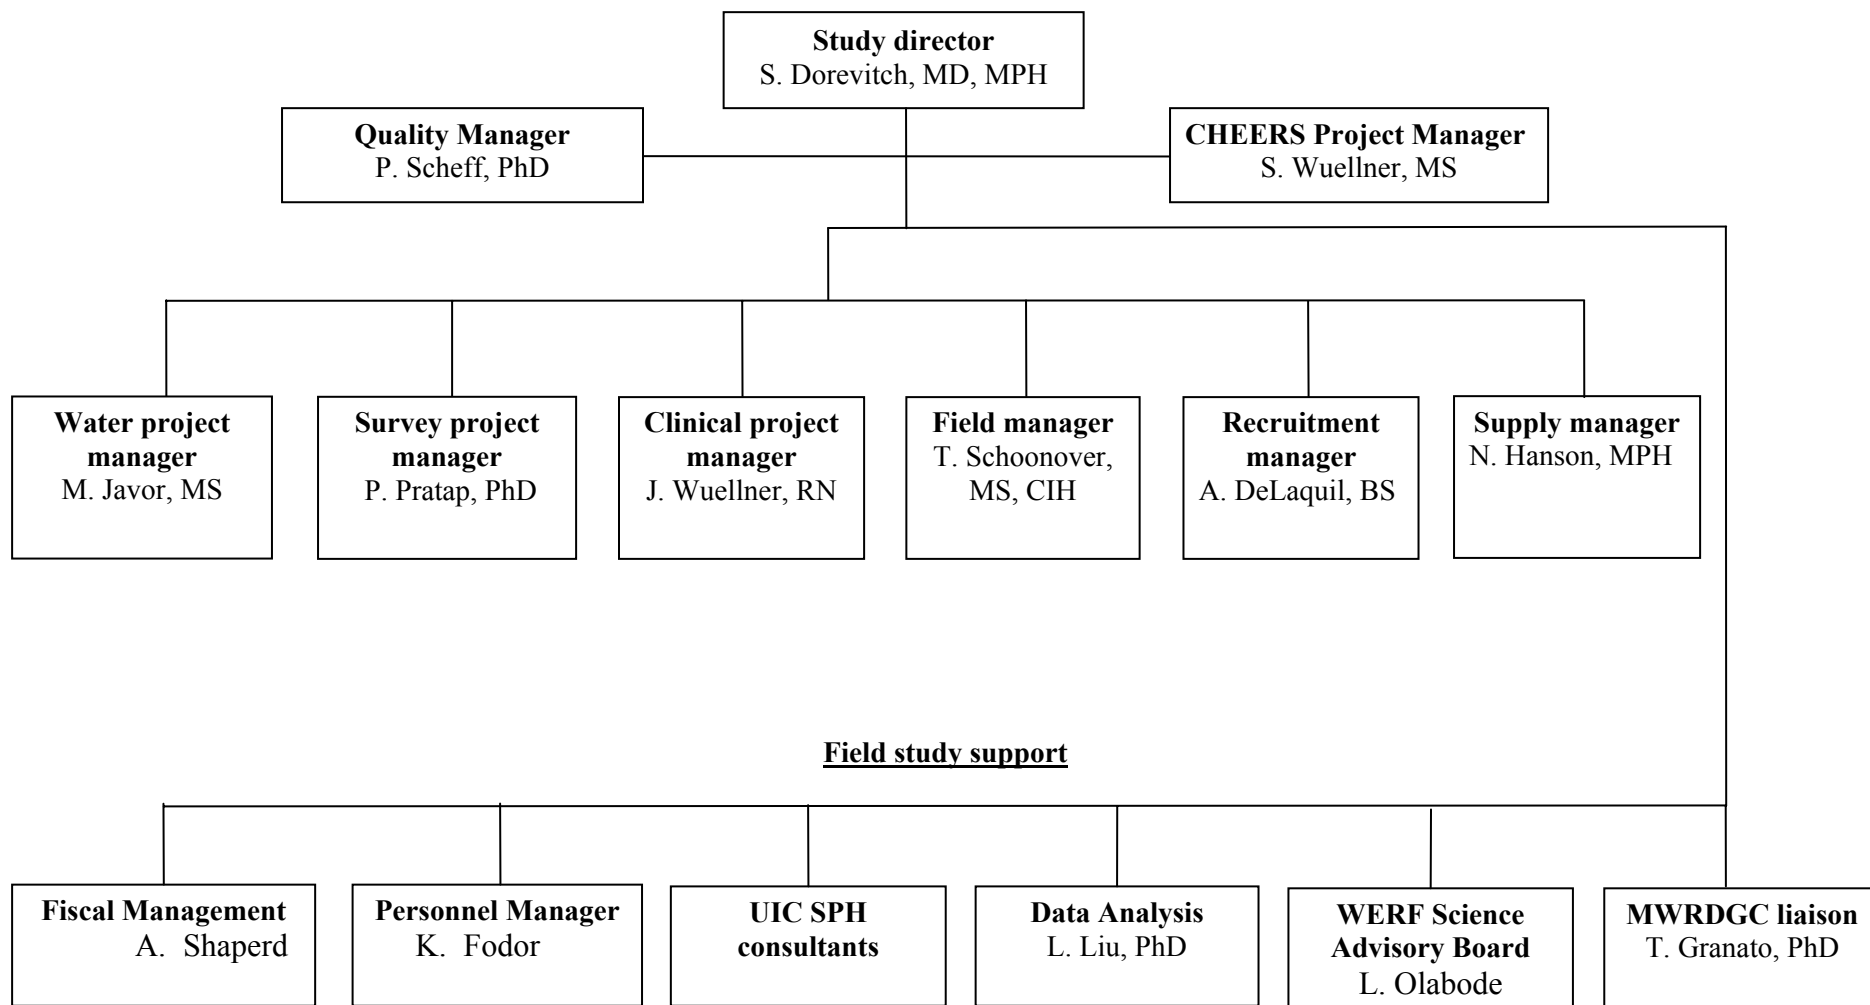 Study director
S. Dorevitch, MD, MPH
Quality Manager
P. Scheff, PhD
CHEERS Project Manager
S. Wuellner, MS
Water project
manager
M. Javor, MS
Survey project
manager
P. Pratap, PhD
Clinical project
manager
J. Wuellner, RN
Field manager
T. Schoonover,
MS, CIH
Recruitment
manager
A. DeLaquil, BS
Supply manager
N. Hanson, MPH
Field study support
Fiscal Management
A. Shaperd
Personnel Manager
K. Fodor
UIC SPH
consultants
Data Analysis
L. Liu, PhD
WERF Science
Advisory Board
L. Olabode
MWRDGC liaison
T. Granato, PhD